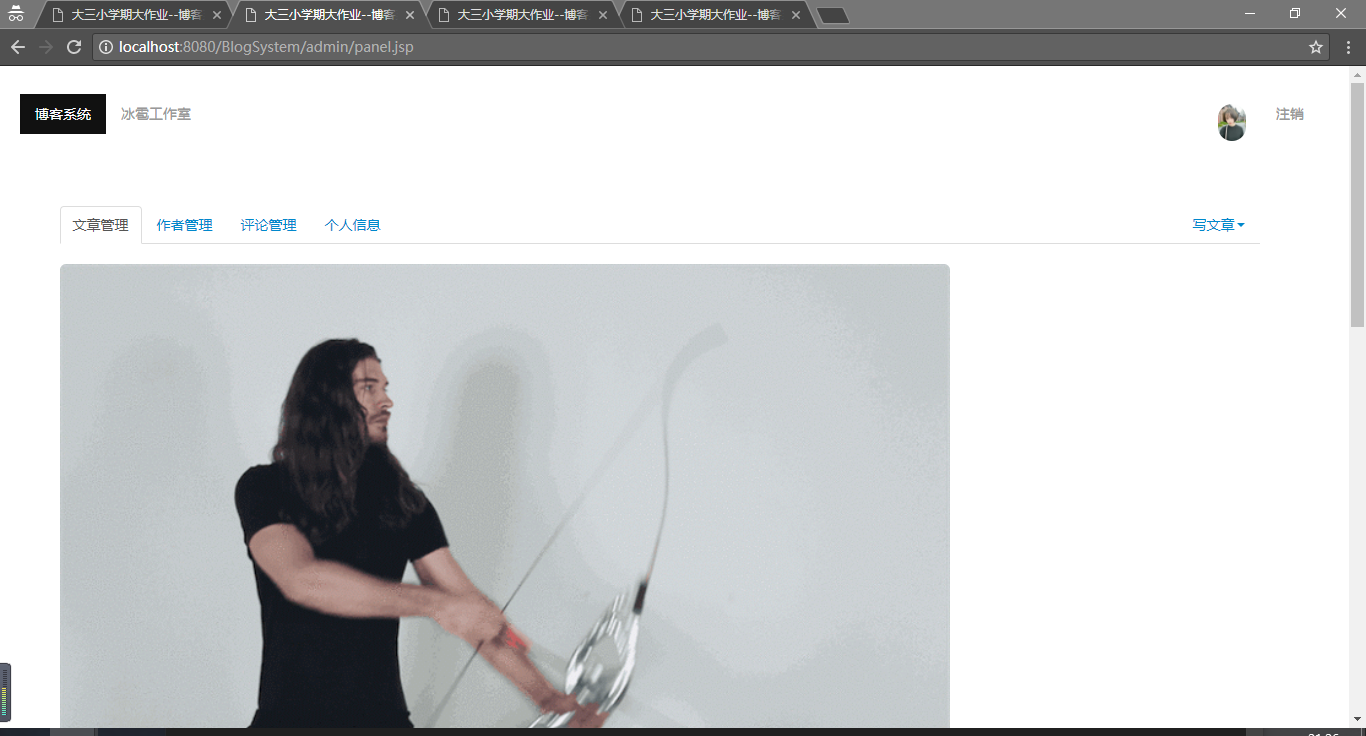 大三小学期大作业--博客 大三小学期大作业--博客 大三小学期大作业--博客 大三小学期大作业--博客
localhost:8080/BlogSystem/admin/panel.jsp
博客系统 冰雹工作室 注销
文章管理 作者管理 评论管理 个人信息 写文章